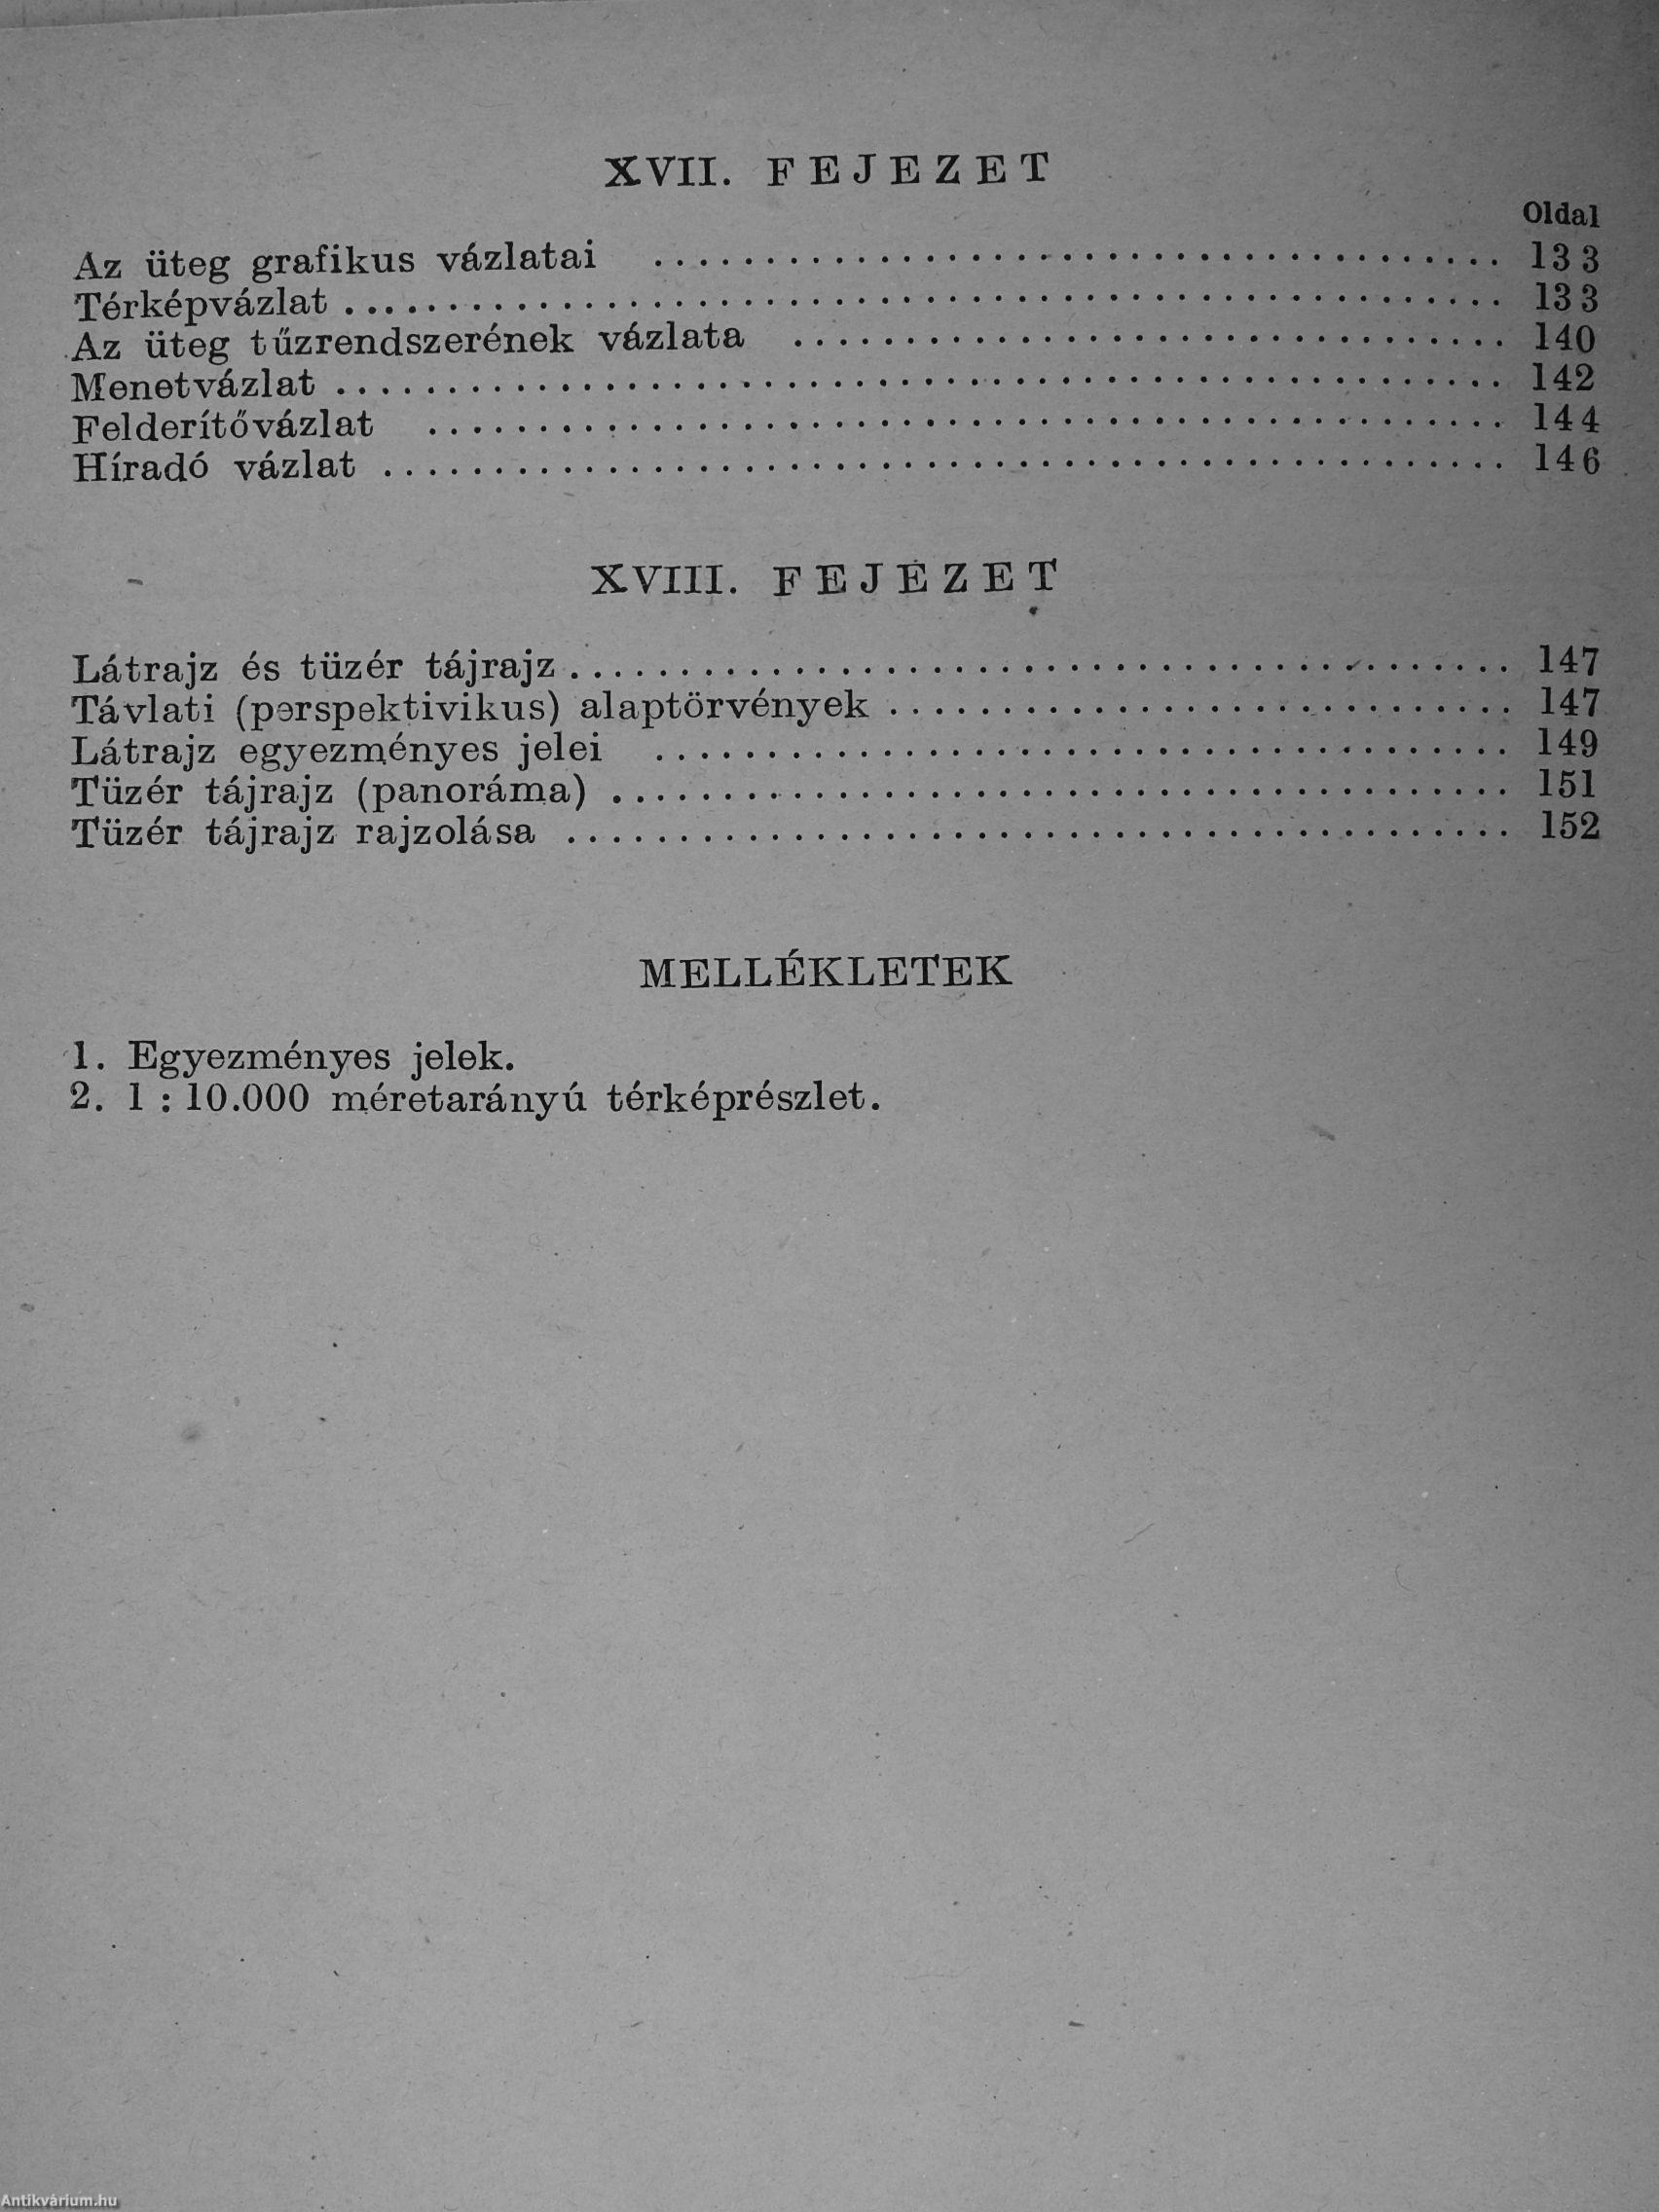 XVII. FEJEZET
Oldal
Az üteg grafikus vázlatai ........................................ 133
Térképvázlat ........................................ 133
Az üteg tűzrendszerének vázlata ........................................ 140
Menetvázlat ........................................ 142
Felderítővázlat ........................................ 144
Híradó vázlat ........................................ 146
XVIII. FEJEZET
Látrajz és tüzér tájrajz ........................................ 147
Távlati (perspektivikus) alaptörvények ........................................ 147
Látrajz egyezményes jelei ........................................ 149
Tüzér tájrajz (panoráma) ........................................ 151
Tüzér tájrajz rajzolása ........................................ 152
MELLÉKLETEK
1. Egyezményes jelek.
2. 1 : 10.000 méretarányú térképrészlet.
Antikvárium.hu